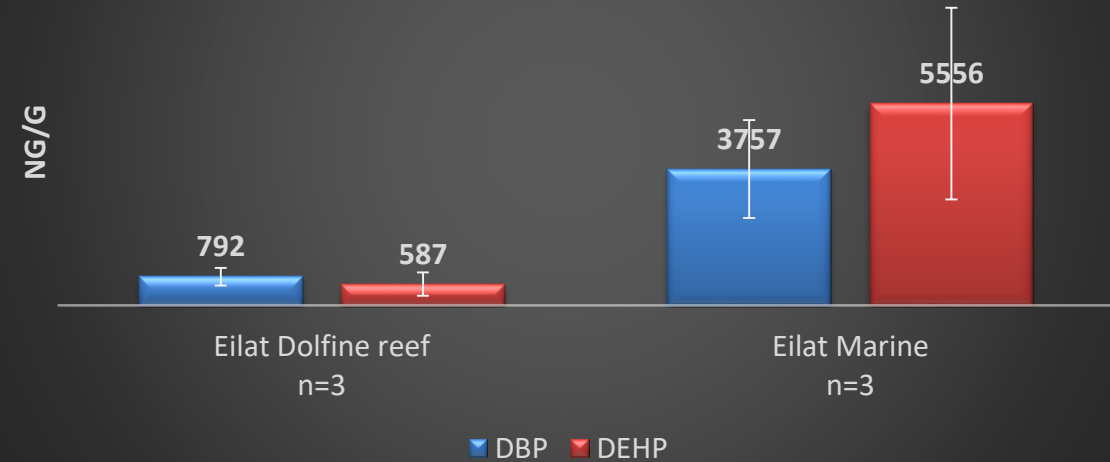 NG/G
792
587
3757
5556
Eilat Dolfine reef
n=3
Eilat Marine
n=3
DBP
DEHP